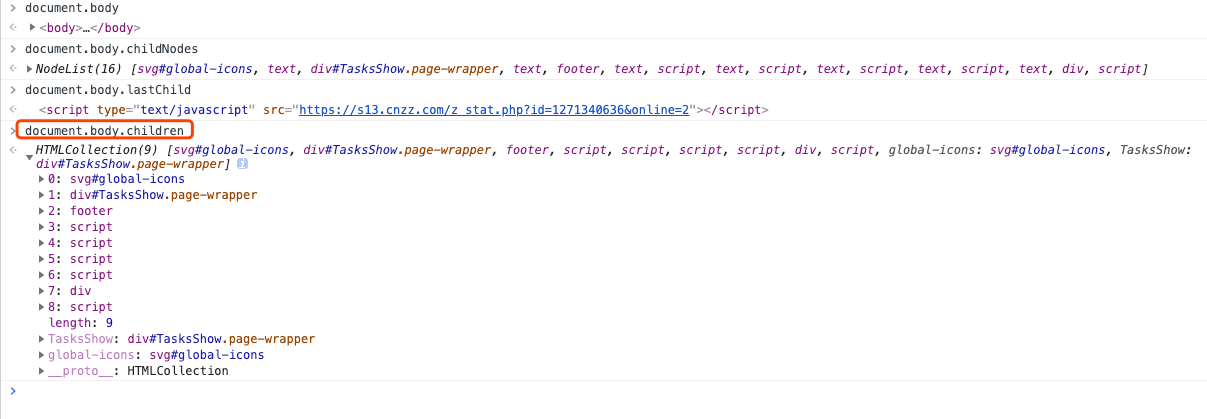 document.body
<body>…</body>
document.body.childNodes
NodeList(16) [svg#global-icons, text, div#TasksShow.page-wrapper, text, footer, text, script, text, script, text, script, text, script, text, div, script]
document.body.lastChild
<script type="text/javascript" src="https://s13.cnzz.com/z_stat.php?id=1271340636&online=2"></script>
document.body.children
HTMLCollection(9) [svg#global-icons, div#TasksShow.page-wrapper, footer, script, script, script, script, div, script, global-icons: svg#global-icons, TasksShow:
div#TasksShow.page-wrapper] i
0: svg#global-icons
1: div#TasksShow.page-wrapper
2: footer
3: script
4: script
5: script
6: script
7: div
8: script
length: 9
TasksShow: div#TasksShow.page-wrapper
global-icons: svg#global-icons
__proto__: HTMLCollection